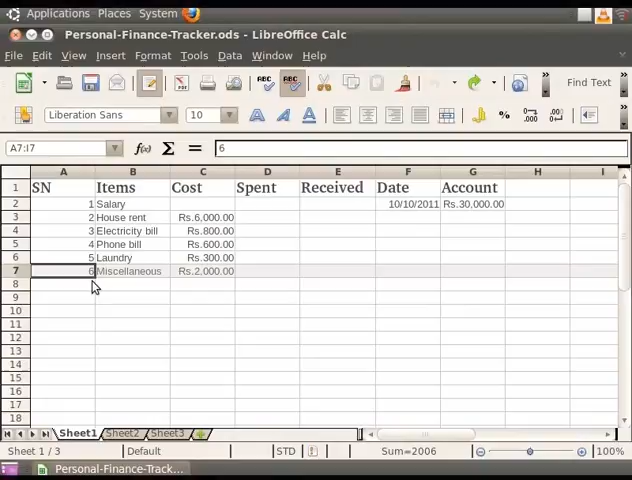 Applications Places System
Personal-Finance-Tracker.ods - LibreOffice Calc
File Edit View Insert Format Tools Data Window Help
Find Text
Liberation Sans 10
A7:I7 6
A B C D E F G H I
1 SN Items Cost Spent Received Date Account
2 1 Salary 10/10/2011 Rs.30,000.00
3 2 House rent Rs.6,000.00
4 3 Electricity bill Rs.800.00
5 4 Phone bill Rs.600.00
6 5 Laundry Rs.300.00
7 6 Miscellaneous Rs.2,000.00
8
9
10
11
12
13
14
15
16
17
18
Sheet1 Sheet2 Sheet3
Sheet 1 / 3 Default STD Sum=2006 100%
Personal-Finance-Track...